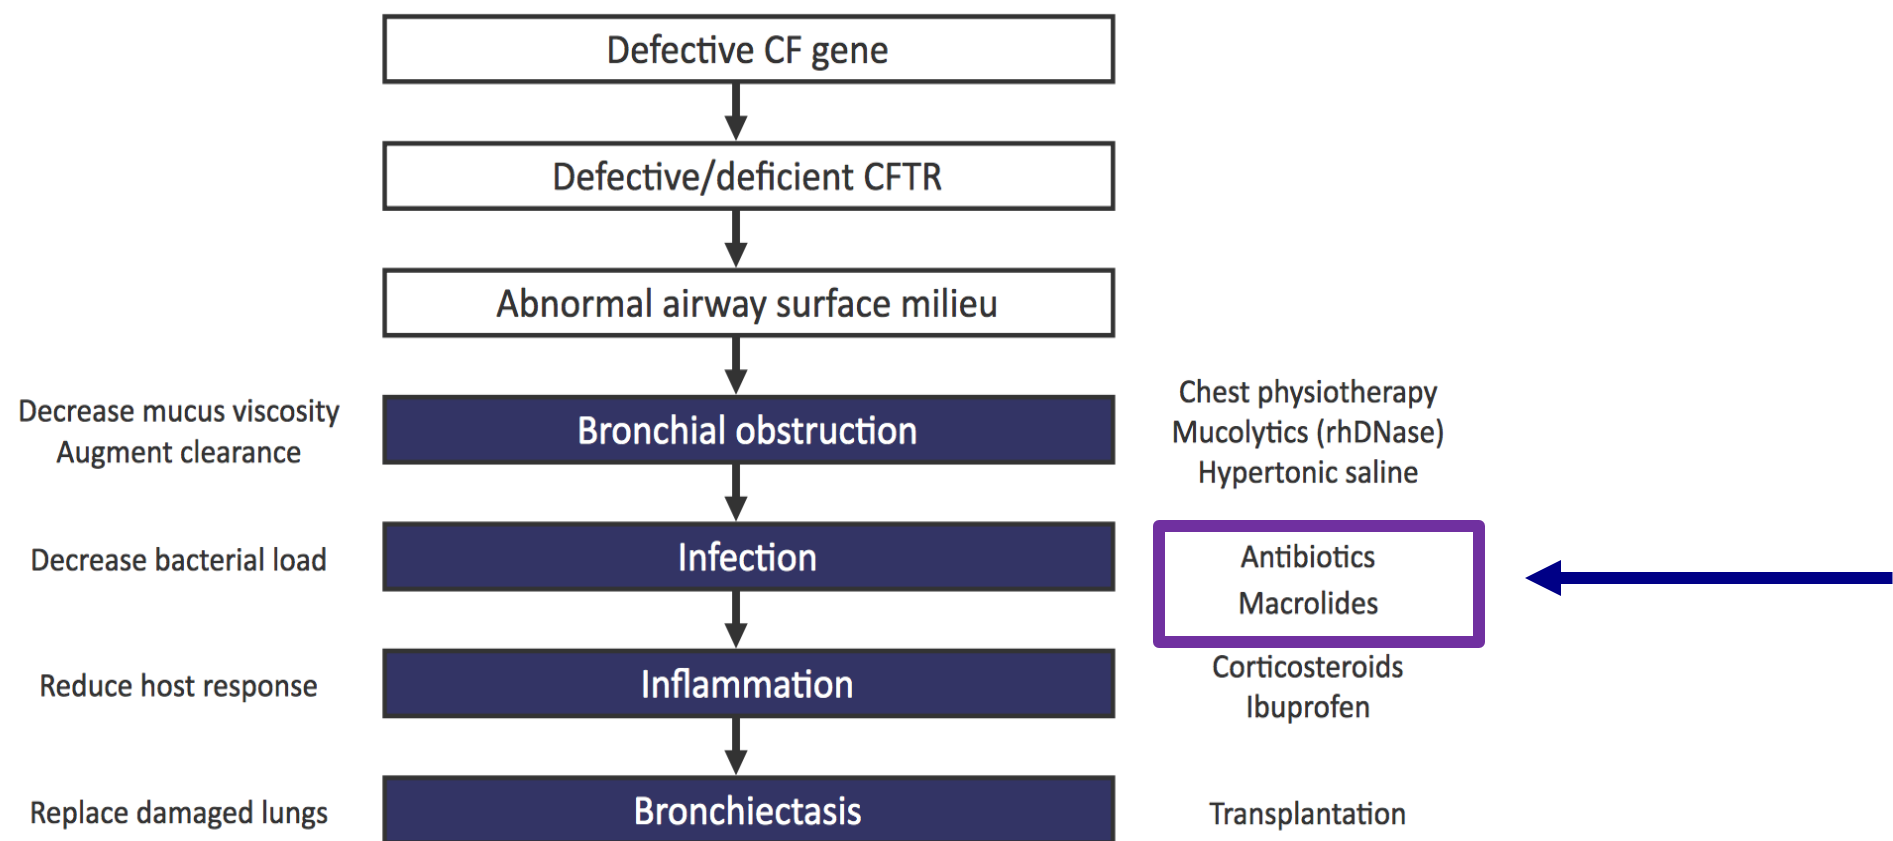 Defective CF gene
Defective/deficient CFTR
Abnormal airway surface milieu
Decrease mucus viscosity
Augment clearance
Bronchial obstruction
Chest physiotherapy
Mucolytics (rhDNase)
Hypertonic saline
Decrease bacterial load
Infection
Antibiotics
Macrolides
Reduce host response
Inflammation
Corticosteroids
Ibuprofen
Replace damaged lungs
Bronchiectasis
Transplantation